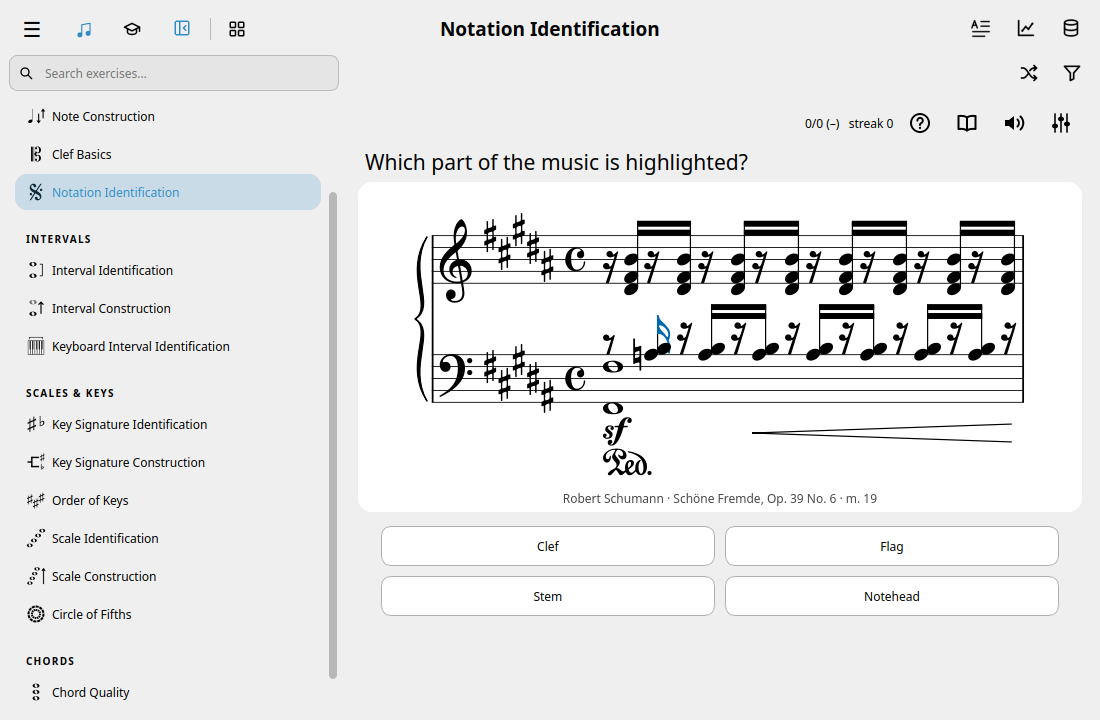 Notation Identification
Search exercises...
Note Construction
Clef Basics
Notation Identification
INTERVALS
Interval Identification
Interval Construction
Keyboard Interval Identification
SCALES & KEYS
Key Signature Identification
Key Signature Construction
Order of Keys
Scale Identification
Scale Construction
Circle of Fifths
CHORDS
Chord Quality
0/0 (–) streak 0
Which part of the music is highlighted?
sf
Ped.
Robert Schumann · Schöne Fremde, Op. 39 No. 6 · m. 19
Clef
Flag
Stem
Notehead